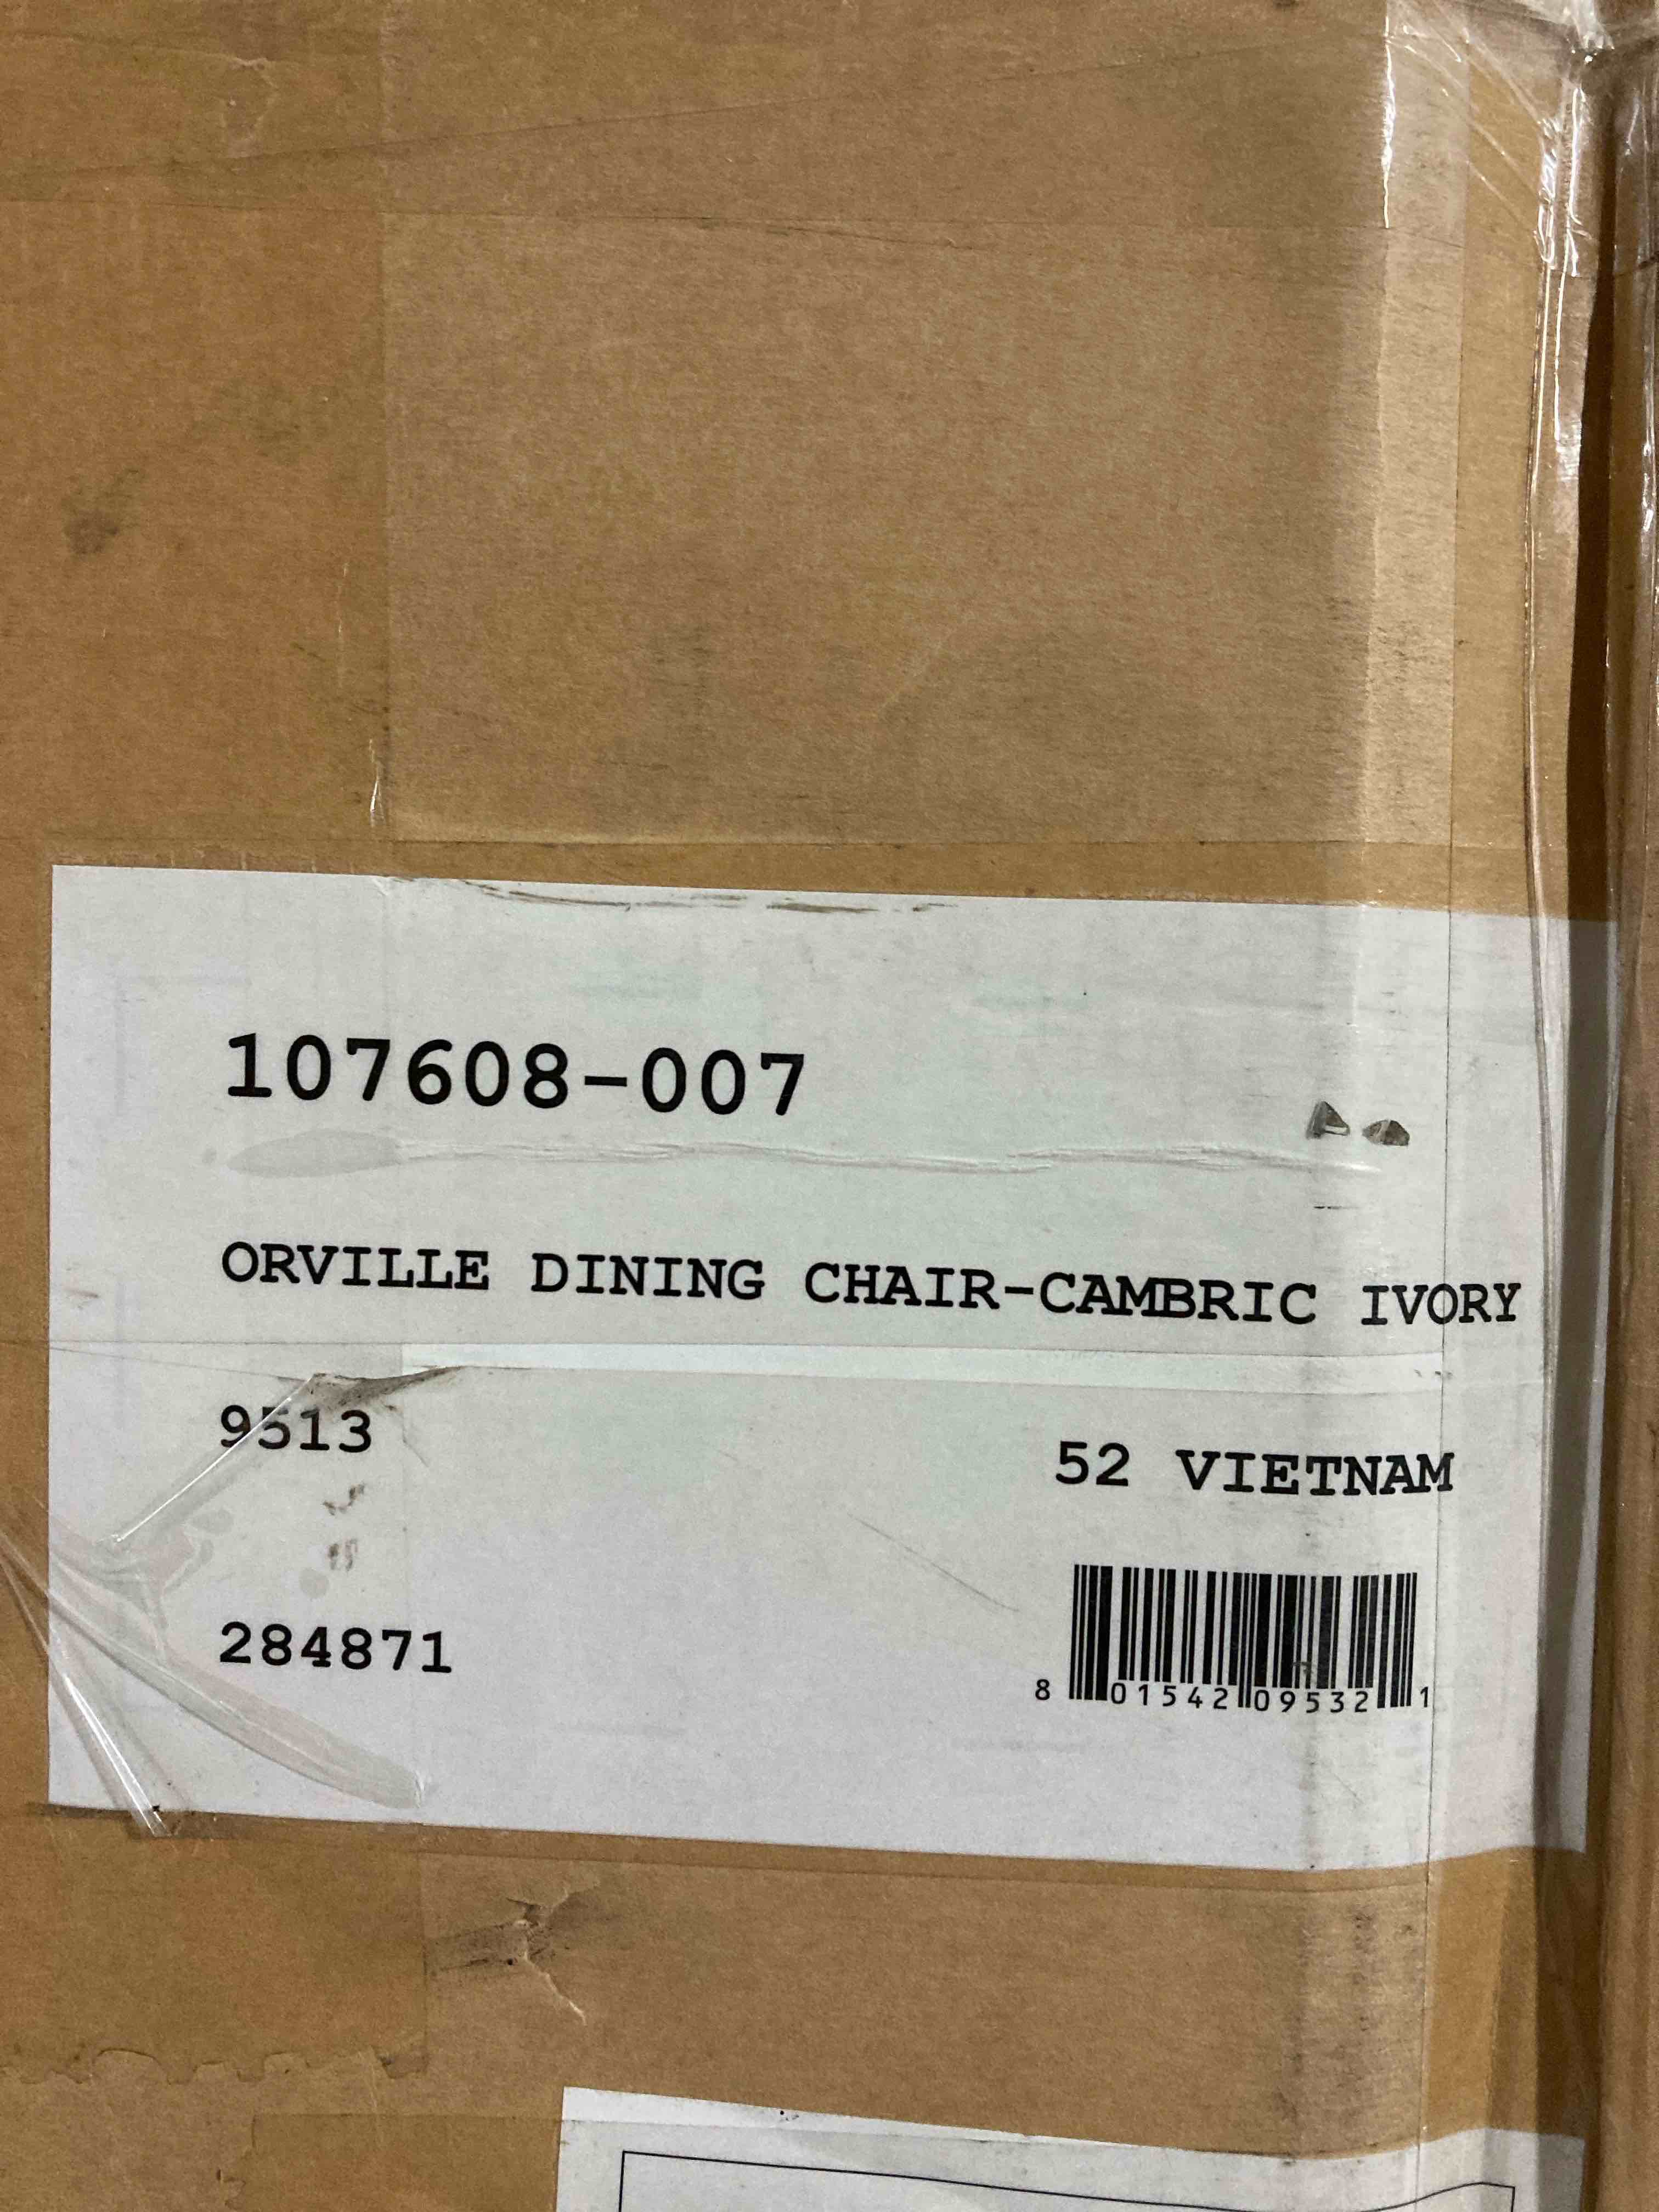 107608-007
ORVILLE DINING CHAIR-CAMBRIC IVORY
9513
52 VIETNAM
284871
8 01542 09532 1